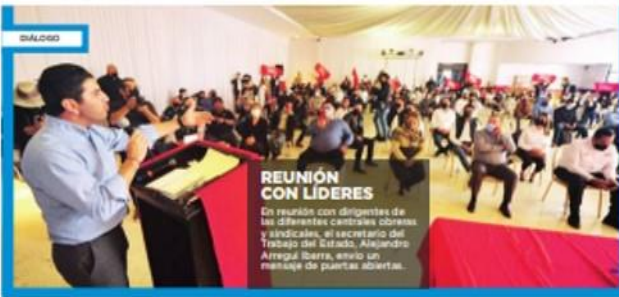 DIÁLOGO
REUNIÓN
CON LÍDERES
En reunión con dirigentes de
las diferentes centrales obreras
y sindicales, el secretario del
Trabajo del Estado, Alejandro
Arregui Ibarra, envío un
mensaje de puertas abiertas.